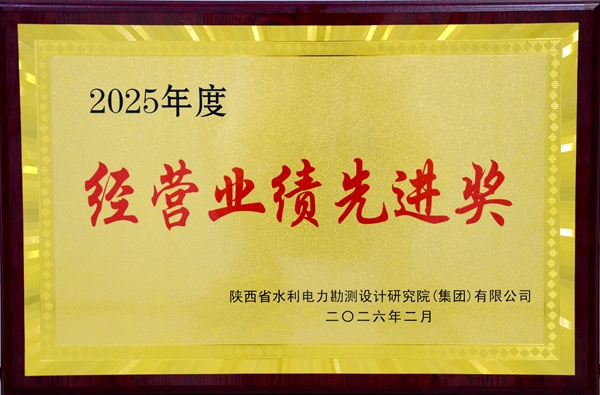 2025年度
经营业绩先进奖
陕西省水利电力勘测设计研究院(集团)有限公司
二〇二六年二月